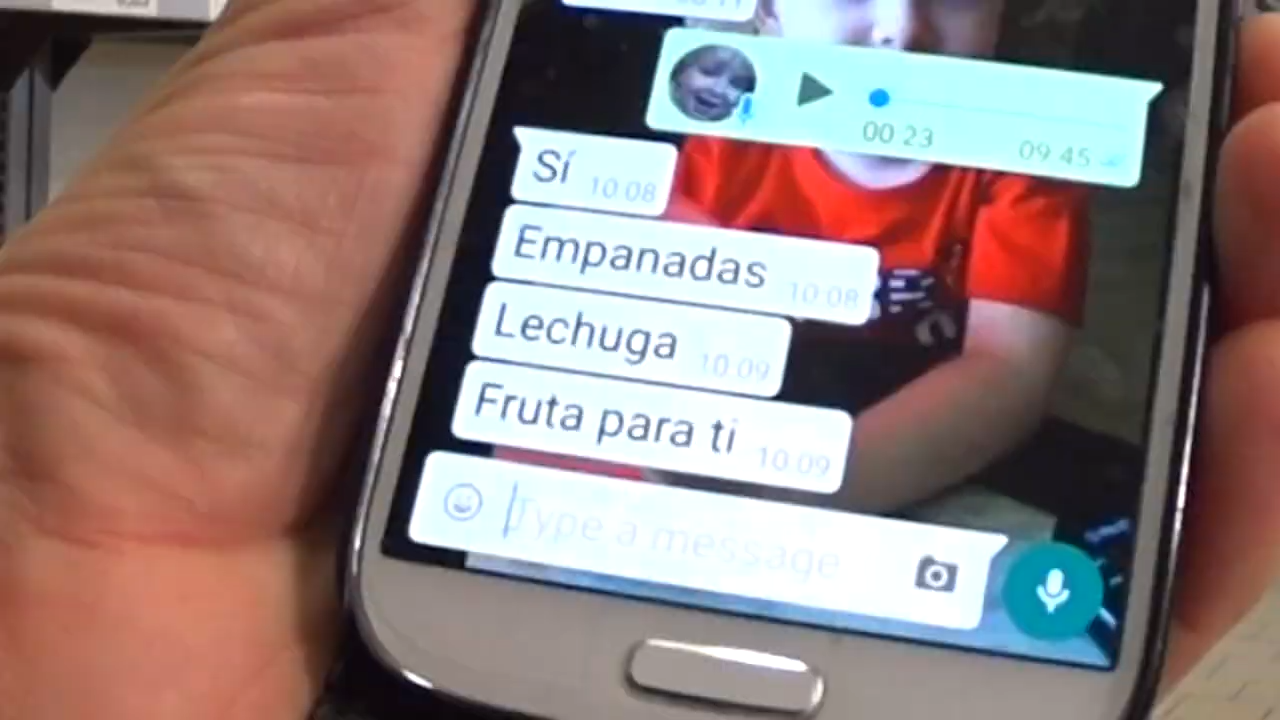 00 23 09 45
Sí 10 08
Empanadas 10 08
Lechuga 10 09
Fruta para ti 10 09
Type a message